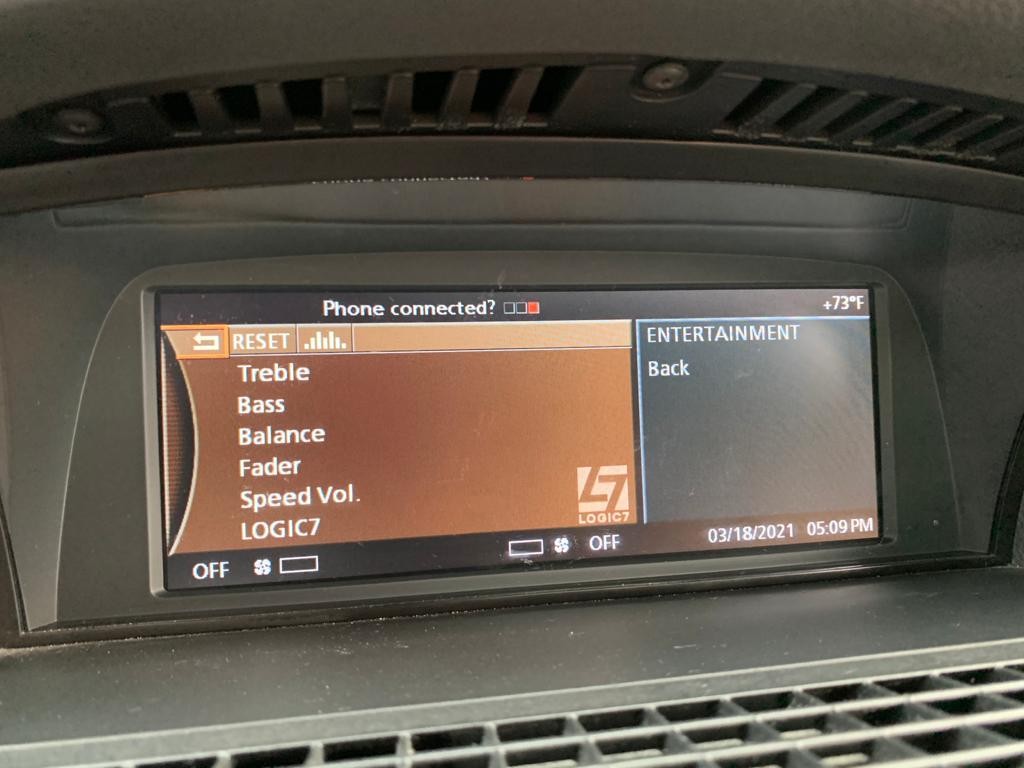 Phone connected?
+73°F
RESET
Treble
Bass
Balance
Fader
Speed Vol.
LOGIC7
L7
LOGIC7
ENTERTAINMENT
Back
03/18/2021 05:09 PM
OFF
OFF